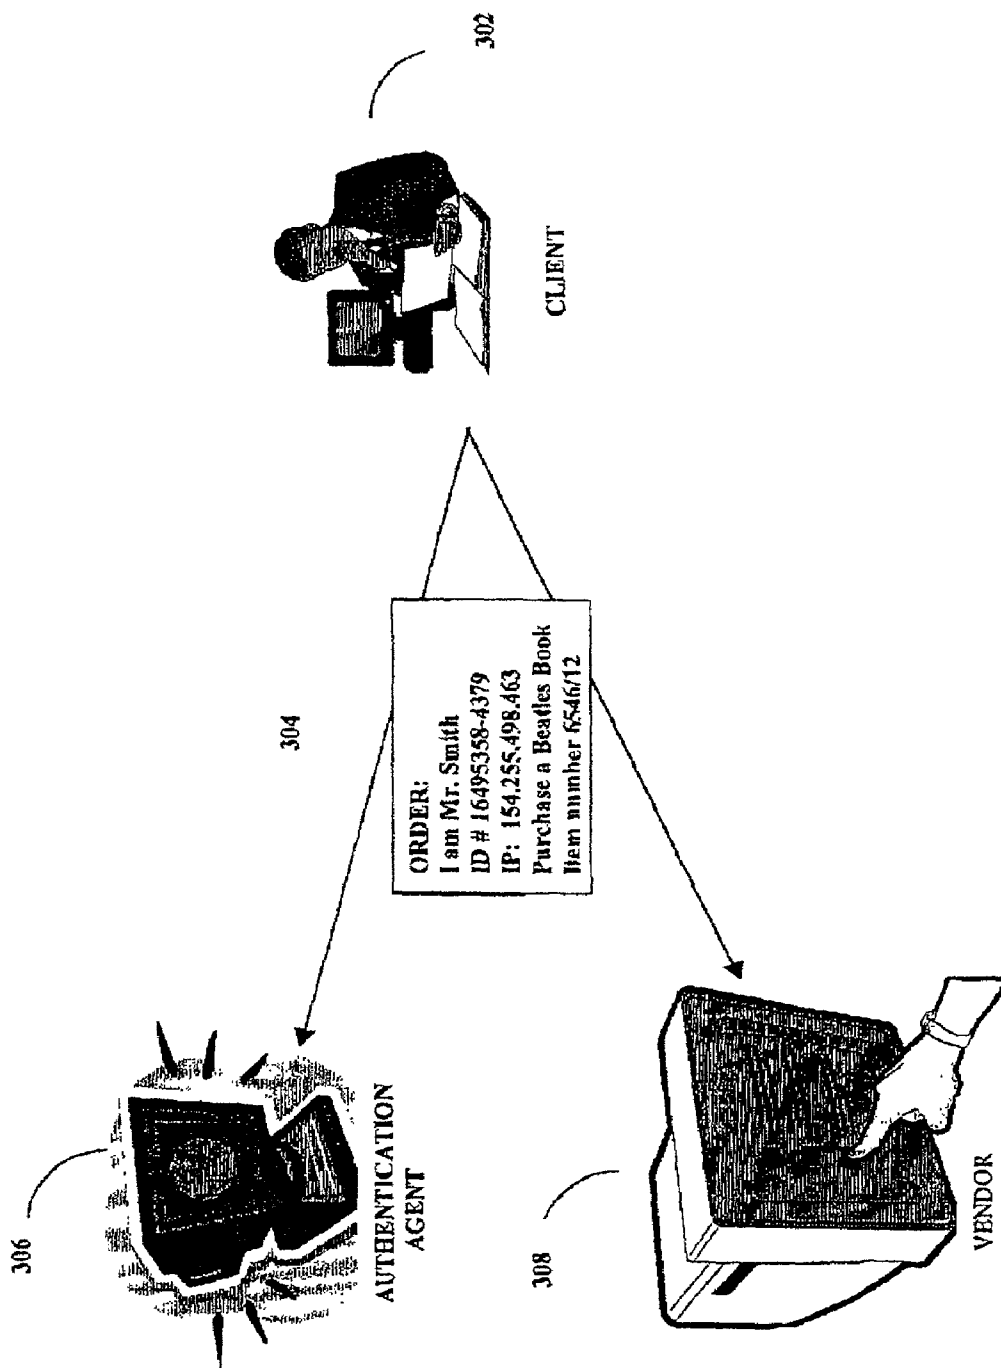 306
AUTHENTICATION
AGENT
304
ORDER:
I am Mr. Smith
ID # 16495358-4379
IP: 154.255.498.463
Purchase a Beatles Book
Item number 6546/12
302
CLIENT
308
VENDOR